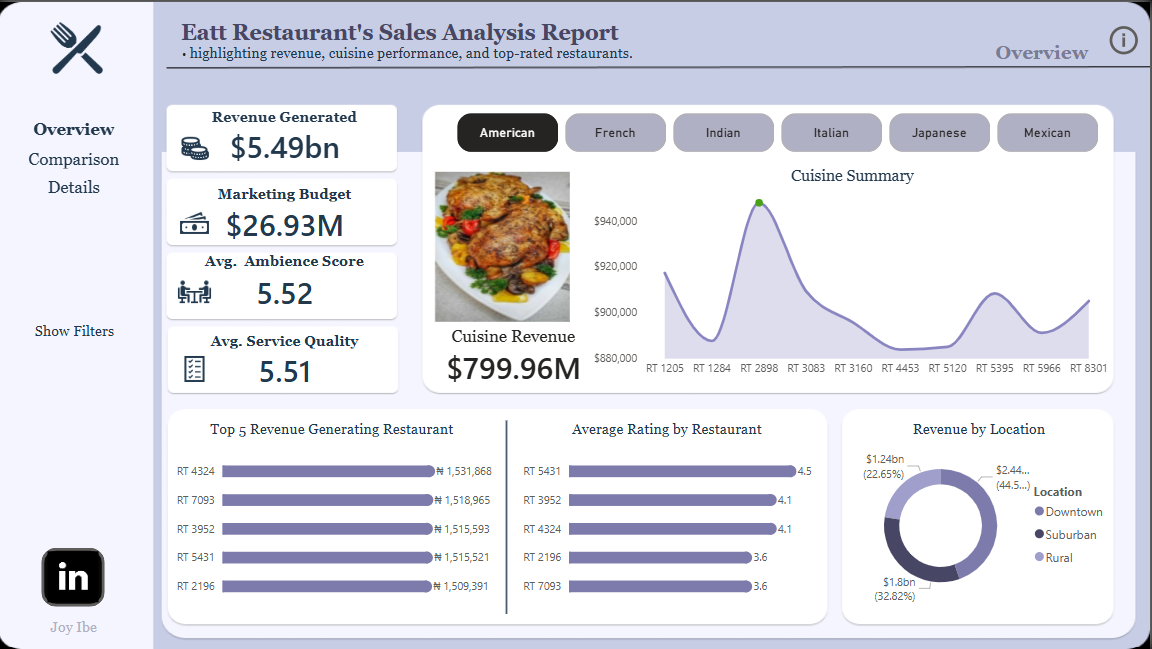 Eatt Restaurant's Sales Analysis Report
• highlighting revenue, cuisine performance, and top-rated restaurants.
Overview
i
Overview
Comparison
Details
Show Filters
in
Joy Ibe
Revenue Generated
$5.49bn
Marketing Budget
$26.93M
Avg. Ambience Score
5.52
Avg. Service Quality
5.51
American
French
Indian
Italian
Japanese
Mexican
Cuisine Revenue
$799.96M
Cuisine Summary
$940,000
$920,000
$900,000
$880,000
RT 1205 RT 1284 RT 2898 RT 3083 RT 3160 RT 4453 RT 5120 RT 5395 RT 5966 RT 8301
Top 5 Revenue Generating Restaurant
RT 4324 ₦ 1,531,868
RT 7093 ₦ 1,518,965
RT 3952 ₦ 1,515,593
RT 5431 ₦ 1,515,521
RT 2196 ₦ 1,509,391
Average Rating by Restaurant
RT 5431 4.5
RT 3952 4.1
RT 4324 4.1
RT 2196 3.6
RT 7093 3.6
Revenue by Location
$1.24bn
(22.65%)
$2.44...
(44.5...)
$1.8bn
(32.82%)
Location
Downtown
Suburban
Rural